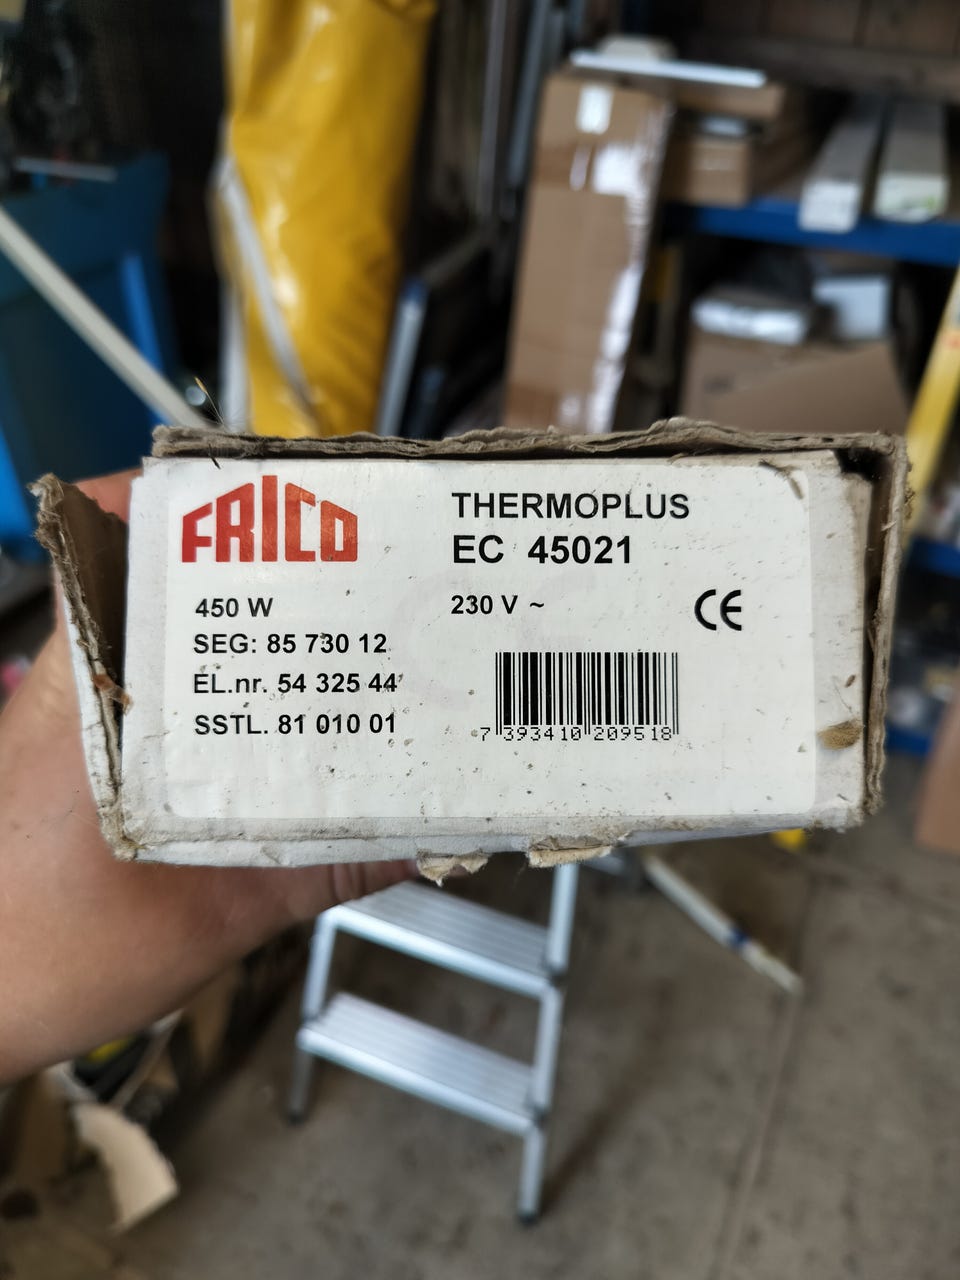 FRICO
THERMOPLUS
EC 45021
450 W
230 V ~
CE
SEG: 85 730 12
EL.nr. 54 325 44
SSTL. 81 010 01
7 393410 209518